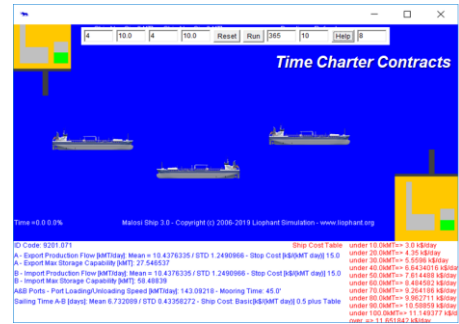 4 10.0 4 10.0 Reset Run 365 10 Help 8
Time Charter Contracts
Time =0.0 0.0% Malosi Ship 3.0 - Copyright (c) 2006-2019 Liophant Simulation - www.liophant.org
ID Code: 9201.071
A - Export Production Flow [kMT/day]: Mean = 10.4376335 / STD 1.2490966 - Stop Cost [k$/(kMT day)] 15.0
A - Export Max Storage Capability [kMT]: 27.546537
B - Import Production Flow [kMT/day]: Mean = 10.4376335 / STD 1.2490966 - Stop Cost [k$/(kMT day)] 15.0
B - Import Max Storage Capability [kMT]: 50.48839
A&B Ports - Port Loading/Unloading Speed [kMT/day]: 143.09218 - Mooring Time: 45.0'
Sailing Time A-B [days]: Mean 6.732089 / STD 0.43358272 - Ship Cost: Basic[k$/(kMT day)] 0.5 plus Table
Ship Cost Table
under 10.0kMT=> 3.0 k$/day
under 20.0kMT=> 4.35 k$/day
under 30.0kMT=> 5.5596 k$/day
under 40.0kMT=> 6.6434016 k$/day
under 50.0kMT=> 7.614488 k$/day
under 60.0kMT=> 8.484582 k$/day
under 70.0kMT=> 9.264186 k$/day
under 80.0kMT=> 9.962711 k$/day
under 90.0kMT=> 10.58859 k$/day
under 100.0kMT=> 11.149377 k$/d
over => 11.651842 k$/day